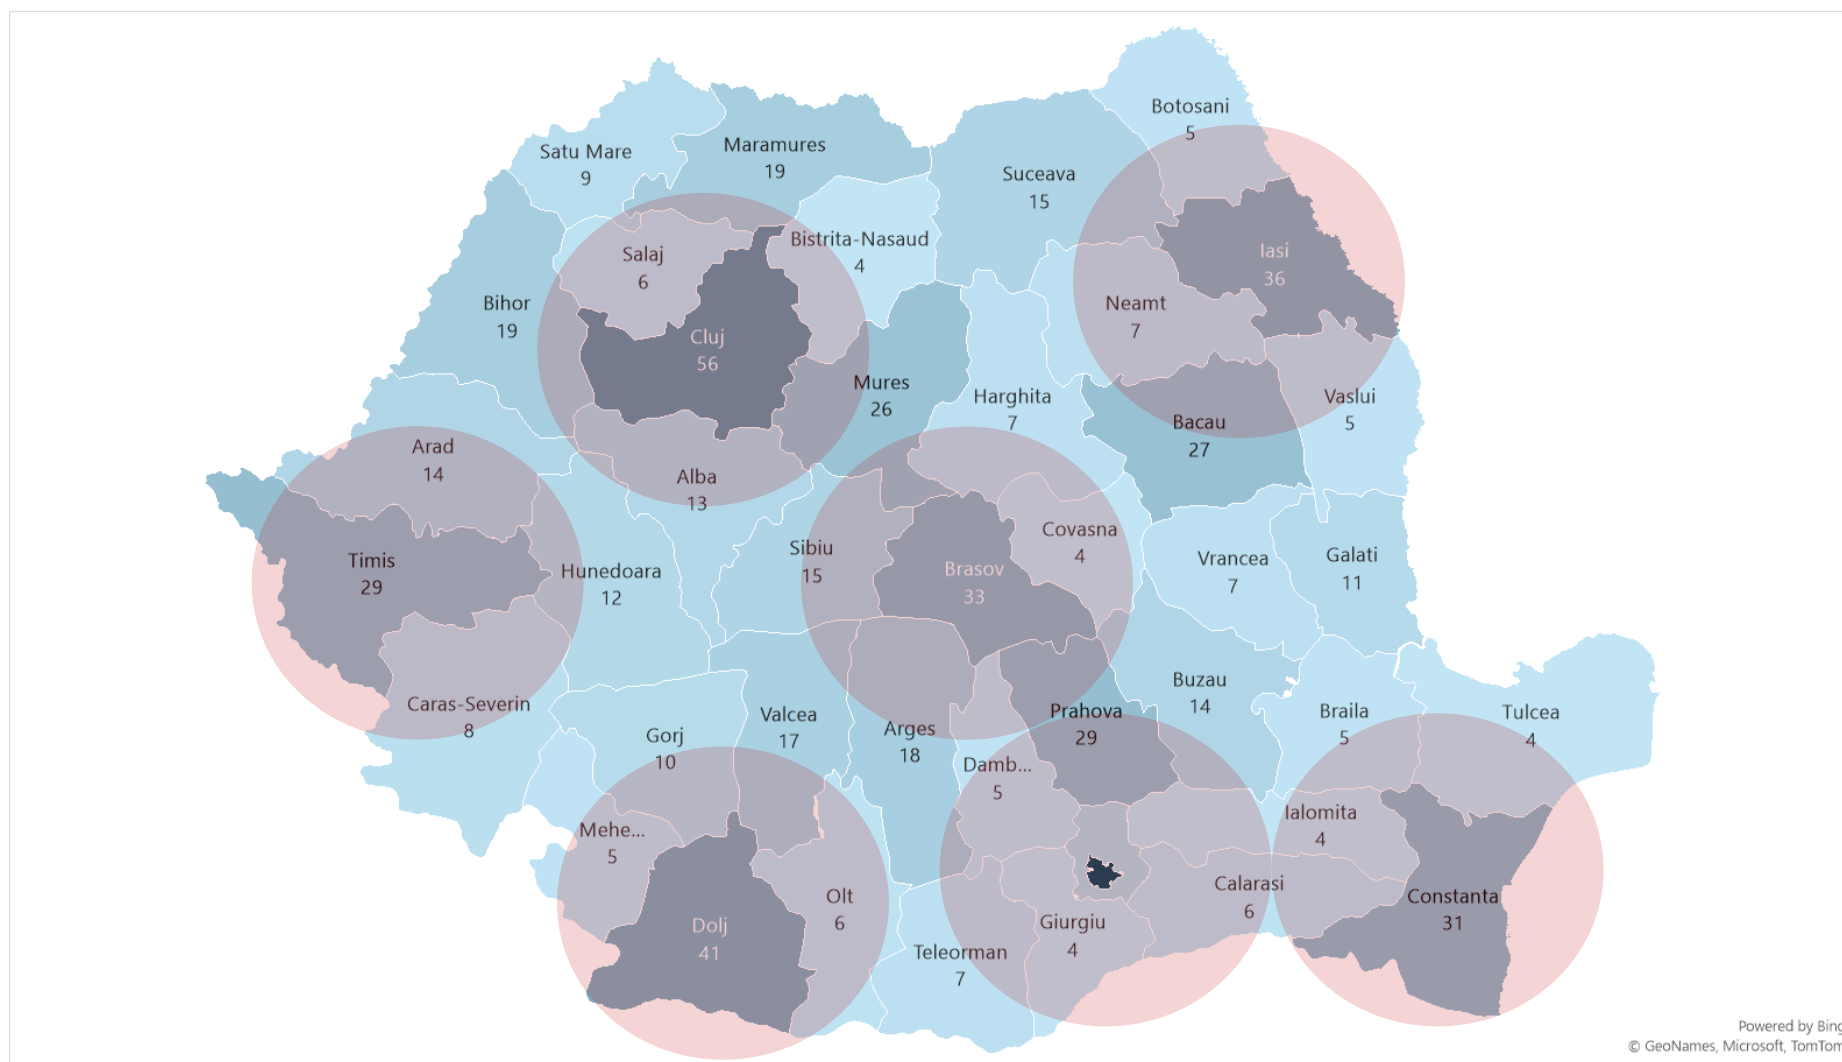 Botosani
5
Satu Mare
9
Maramures
19
Suceava
15
Salaj
6
Bistrita-Nasaud
4
Iasi
36
Bihor
19
Neamt
7
Cluj
56
Mures
26
Harghita
7
Vaslui
5
Bacau
27
Arad
14
Alba
13
Covasna
4
Sibiu
15
Timis
29
Hunedoara
12
Brasov
33
Vrancea
7
Galati
11
Caras-Severin
8
Valcea
17
Gorj
10
Arges
18
Prahova
29
Buzau
14
Braila
5
Tulcea
4
Damb...
5
Mehe...
5
Ialomita
4
Olt
6
Calarasi
6
Constanta
31
Dolj
41
Giurgiu
4
Teleorman
7
Powered by Bing
© GeoNames, Microsoft, TomTom